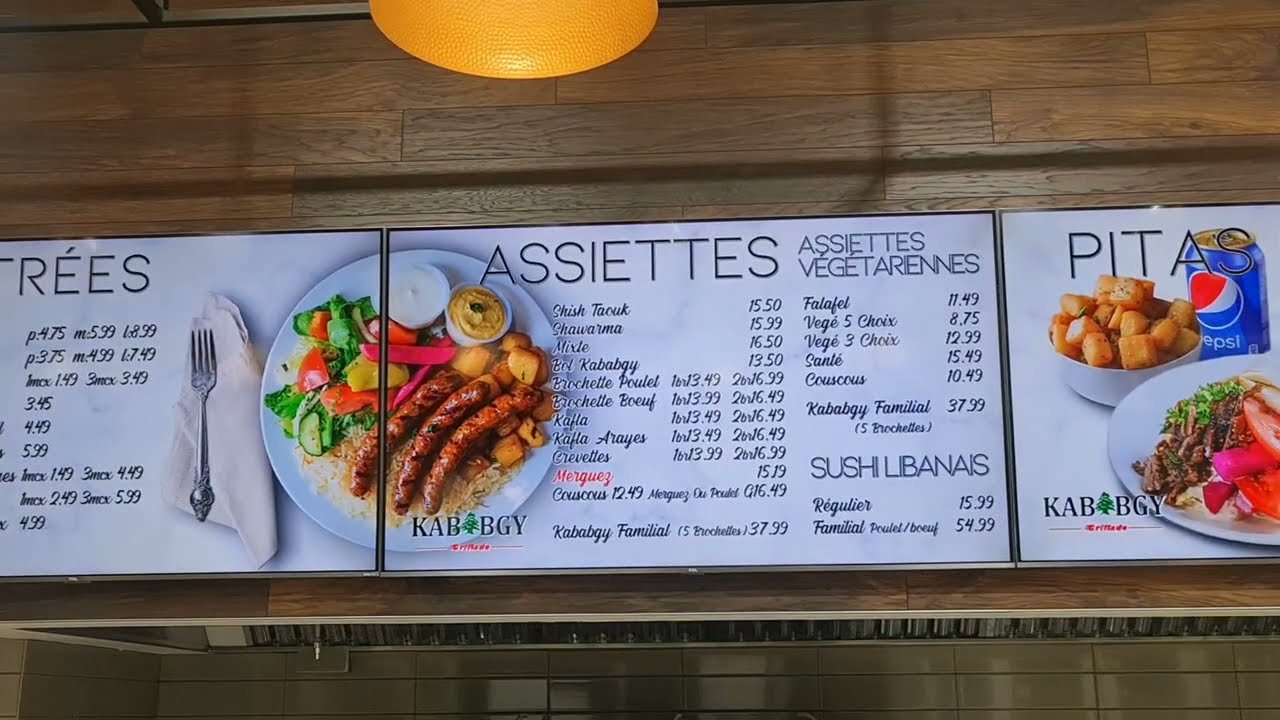 TRÉES
p:4.75 m:5.99 l:8.99
p:3.75 m:4.99 l:7.49
1mcx 1.49 3mcx 3.49
3.45
4.49
5.99
1mcx 1.49 3mcx 4.49
1mcx 2.49 3mcx 5.99
4.99
ASSIETTES
Shish Taouk 15.50
Shawarma 15.99
Mixte 16.50
Bol Kababgy 13.50
Brochette Poulet 1br13.49 2br16.99
Brochette Boeuf 1br13.99 2br16.49
Kafta 1br13.49 2br16.49
Kafta Arayes 1br13.49 2br16.49
Crevettes 1br13.99 2br16.49
Merguez 15.19
Couscous 12.49 Merguez Ou Poulet G16.49
Kababgy Familial (5 Brochettes) 37.99
KABABGY
Grillade
ASSIETTES
VÉGÉTARIENNES
Falafel 11.49
Vegé 5 Choix 8.75
Vegé 3 Choix 12.99
Santé 15.49
Couscous 10.49
Kababgy Familial 37.99
(5 Brochettes)
SUSHI LIBANAIS
Régulier 15.99
Familial Poulet/boeuf 54.99
PITAS
pepsi
KABABGY
Grillade
TCL